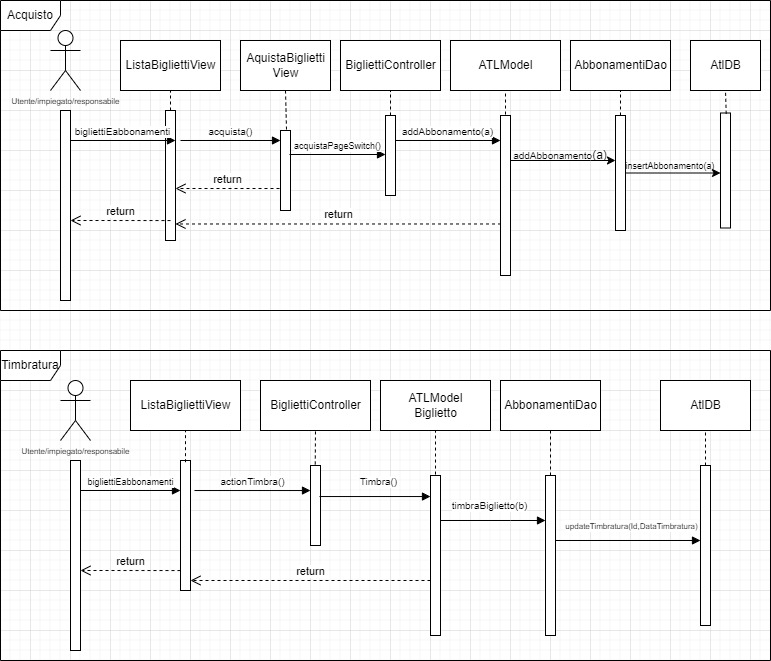 Acquisto
Utente/impiegato/responsabile
ListaBigliettiView
AquistaBiglietti
View
BigliettiController
ATLModel
AbbonamentiDao
AtlDB
bigliettiEabbonamenti
acquista()
acquistaPageSwitch()
addAbbonamento(a)
addAbbonamento(a)
insertAbbonamento(a)
return
return
return
Timbratura
Utente/impiegato/responsabile
ListaBigliettiView
BigliettiController
ATLModel
Biglietto
AbbonamentiDao
AtlDB
bigliettiEabbonamenti
actionTimbra()
Timbra()
timbraBiglietto(b)
updateTimbratura(Id,DataTimbratura)
return
return